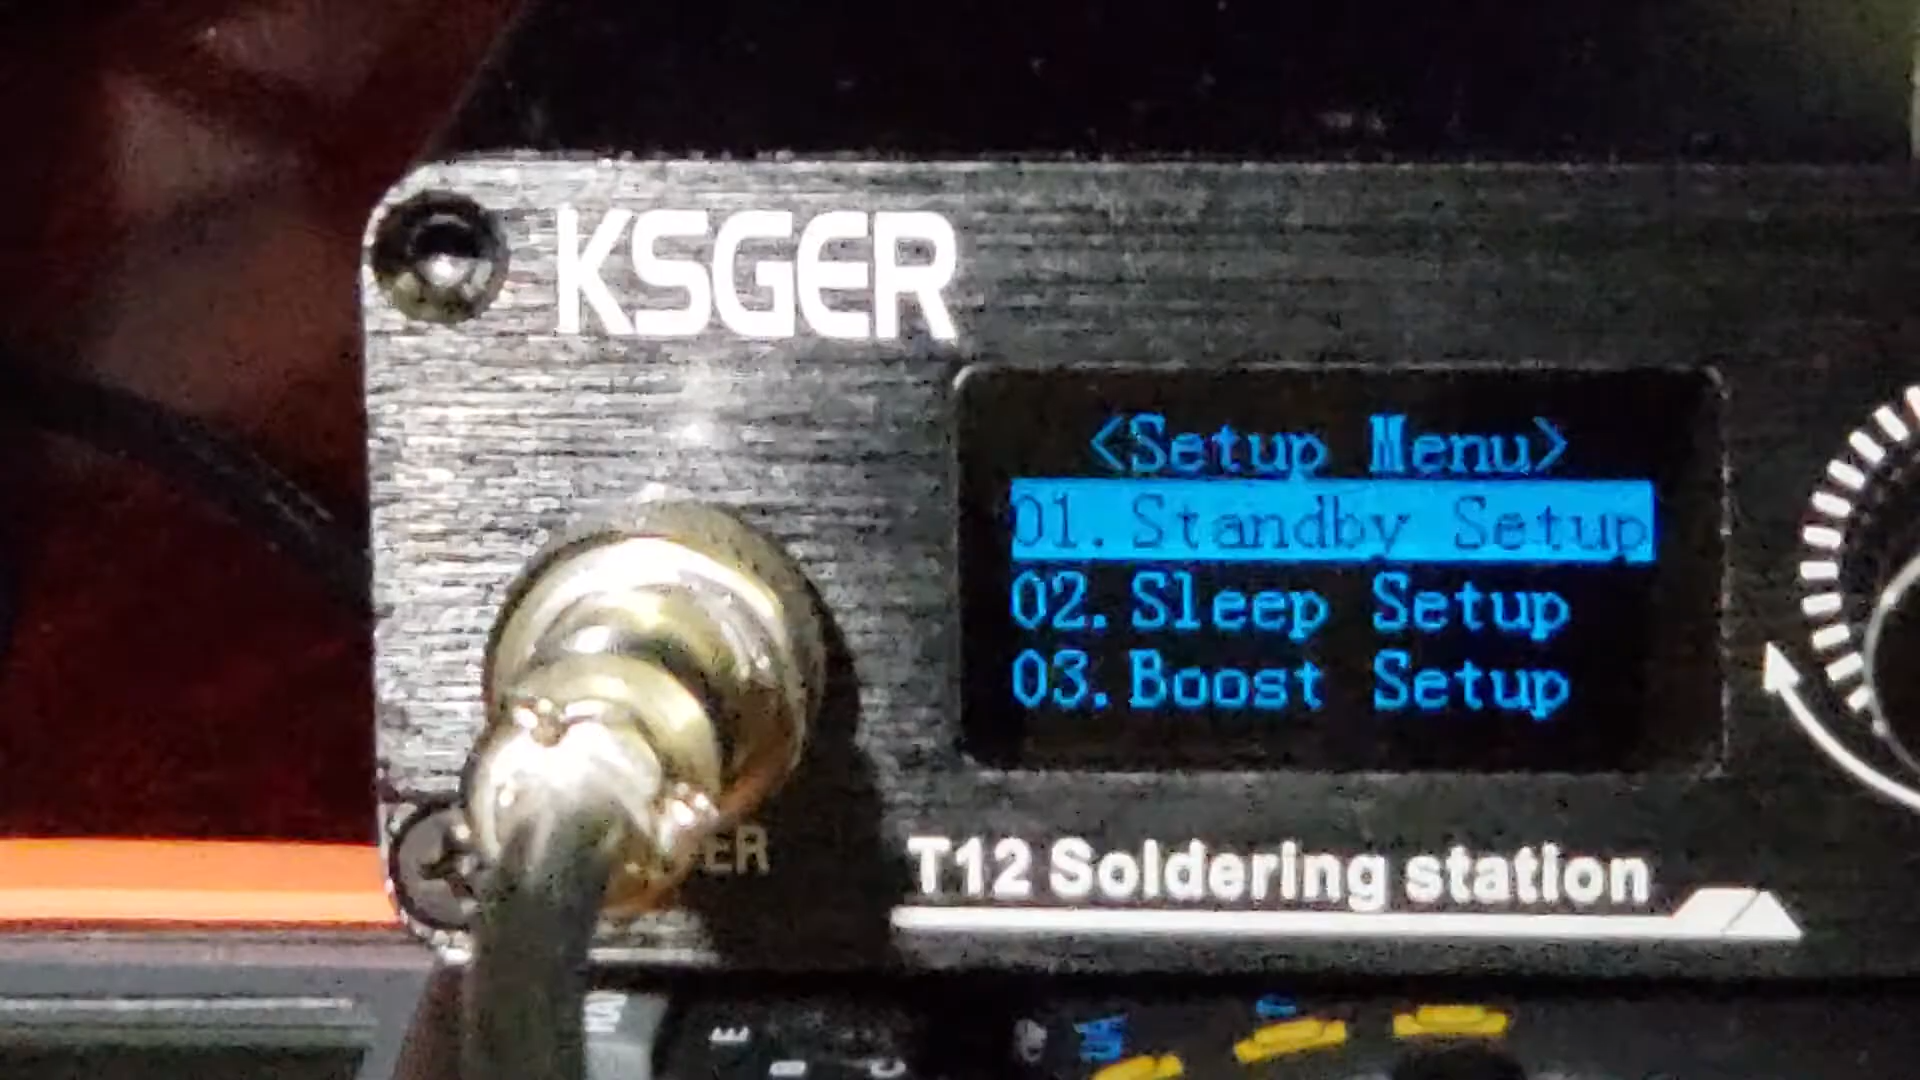 KSGER
<Setup Menu>
01.Standby Setup
02.Sleep Setup
03.Boost Setup
T12 Soldering station
E
B
C